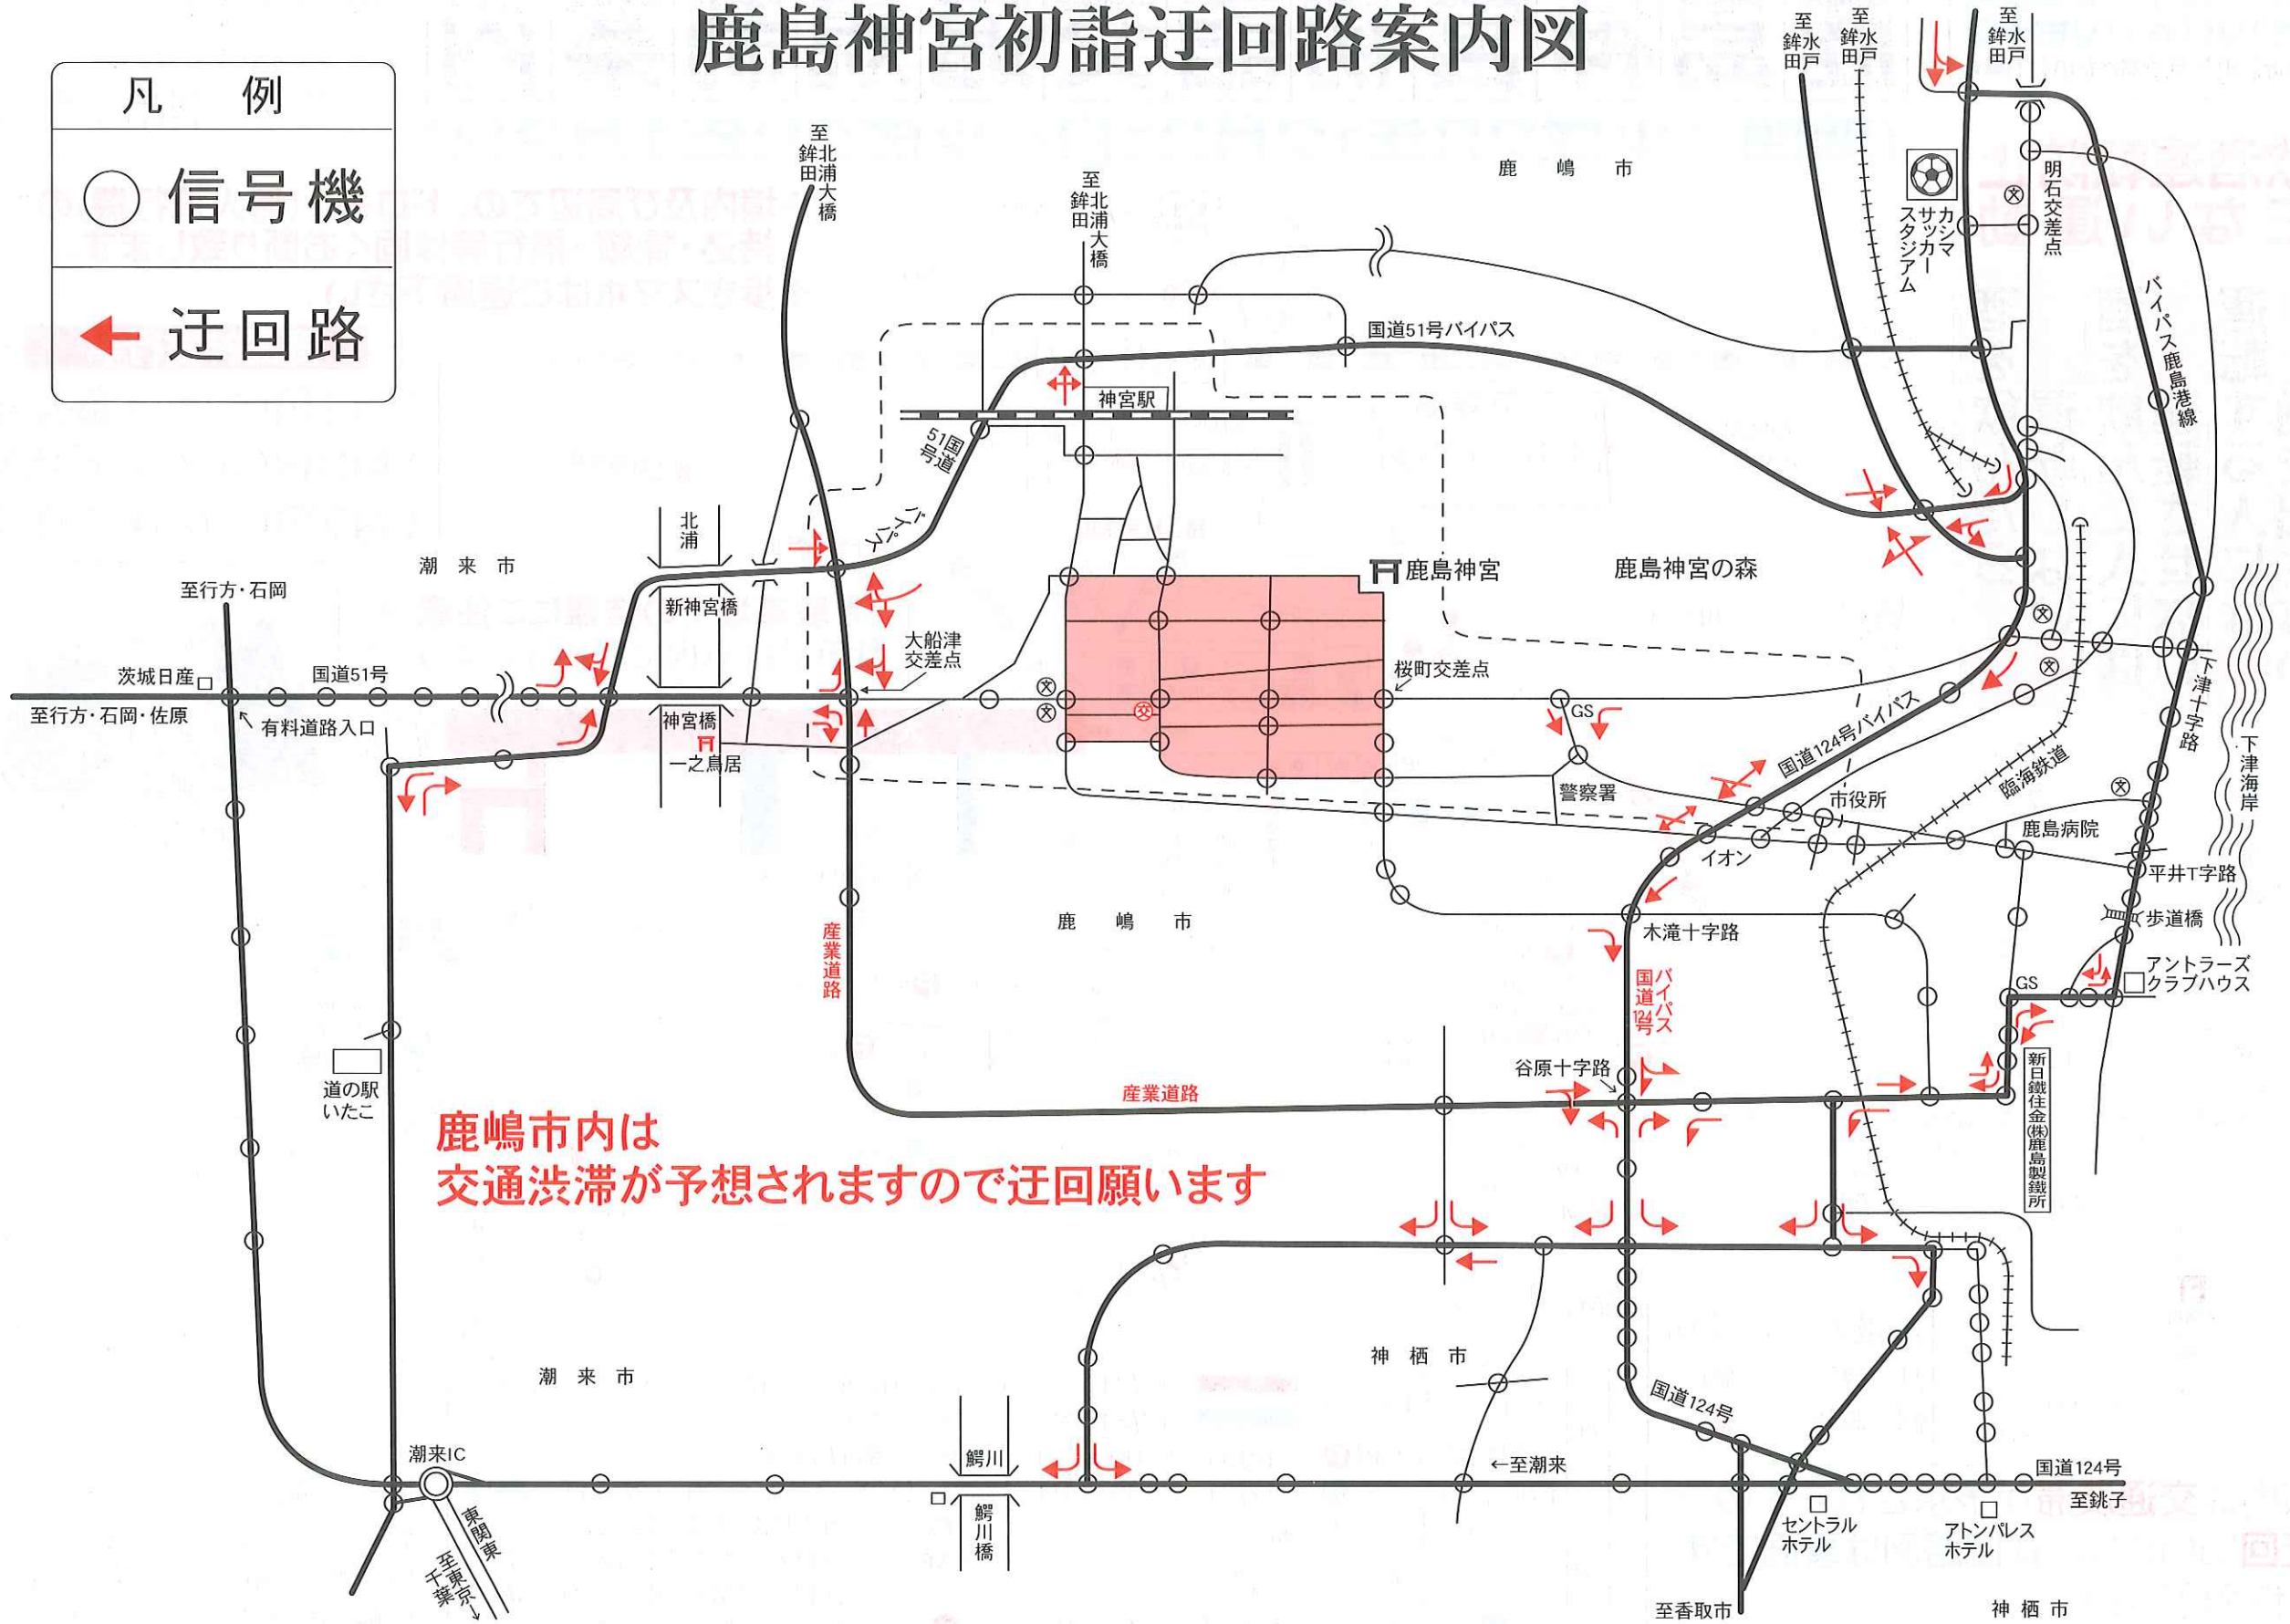 鹿島神宮初詣迂回路案内図
凡 例
信号機
迂回路
至鉾田
北浦大橋
至鉾田
北浦大橋
至鉾田
水戸
至鉾田
水戸
至鉾田
水戸
鹿嶋市
カシマ
サッカー
スタジアム
明石交差点
バイパス鹿島港線
国道51号バイパス
神宮駅
国道
51号
バイパス
北浦
潮来市
新神宮橋
至行方・石岡
茨城日産
国道51号
至行方・石岡・佐原
有料道路入口
大船津
交差点
神宮橋
一之鳥居
鹿島神宮
鹿島神宮の森
桜町交差点
GS
警察署
国道124号バイパス
市役所
臨海鉄道
下津十字路
下津海岸
鹿島病院
イオン
平井T字路
歩道橋
木滝十字路
アントラーズ
クラブハウス
GS
鹿嶋市
産業道路
バイパス
国道124号
谷原十字路
産業道路
新日鐵住金(株)鹿島製鐵所
道の駅
いたこ
鹿嶋市内は
交通渋滞が予想されますので迂回願います
潮来市
神栖市
国道124号
潮来IC
鰐川
←至潮来
国道124号
至銚子
鰐川橋
東関東
至東京→
千葉
セントラル
ホテル
アトンパレス
ホテル
至香取市
神栖市